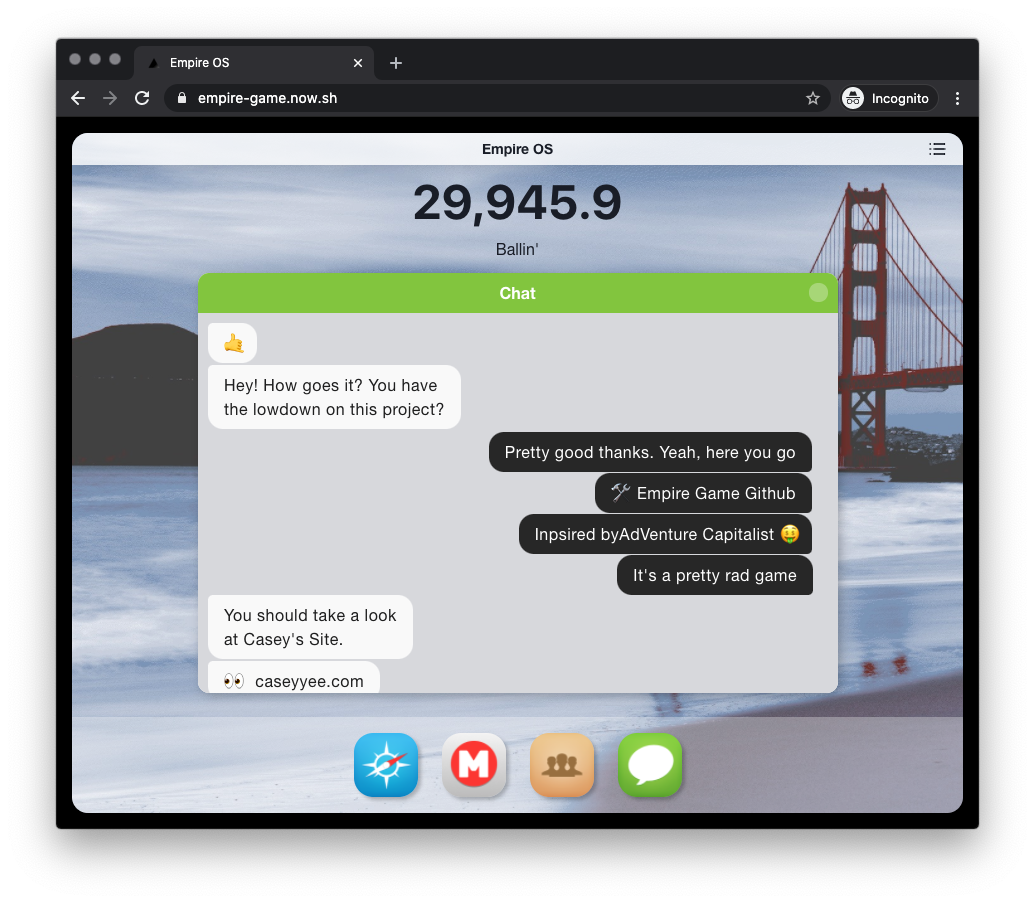 Empire OS
empire-game.now.sh
Incognito
Empire OS
29,945.9
Ballin'
Chat
🤙
Hey! How goes it? You have
the lowdown on this project?
Pretty good thanks. Yeah, here you go
🛠 Empire Game Github
Inpsired byAdVenture Capitalist 🤑
It's a pretty rad game
You should take a look
at Casey's Site.
👀 caseyyee.com
M